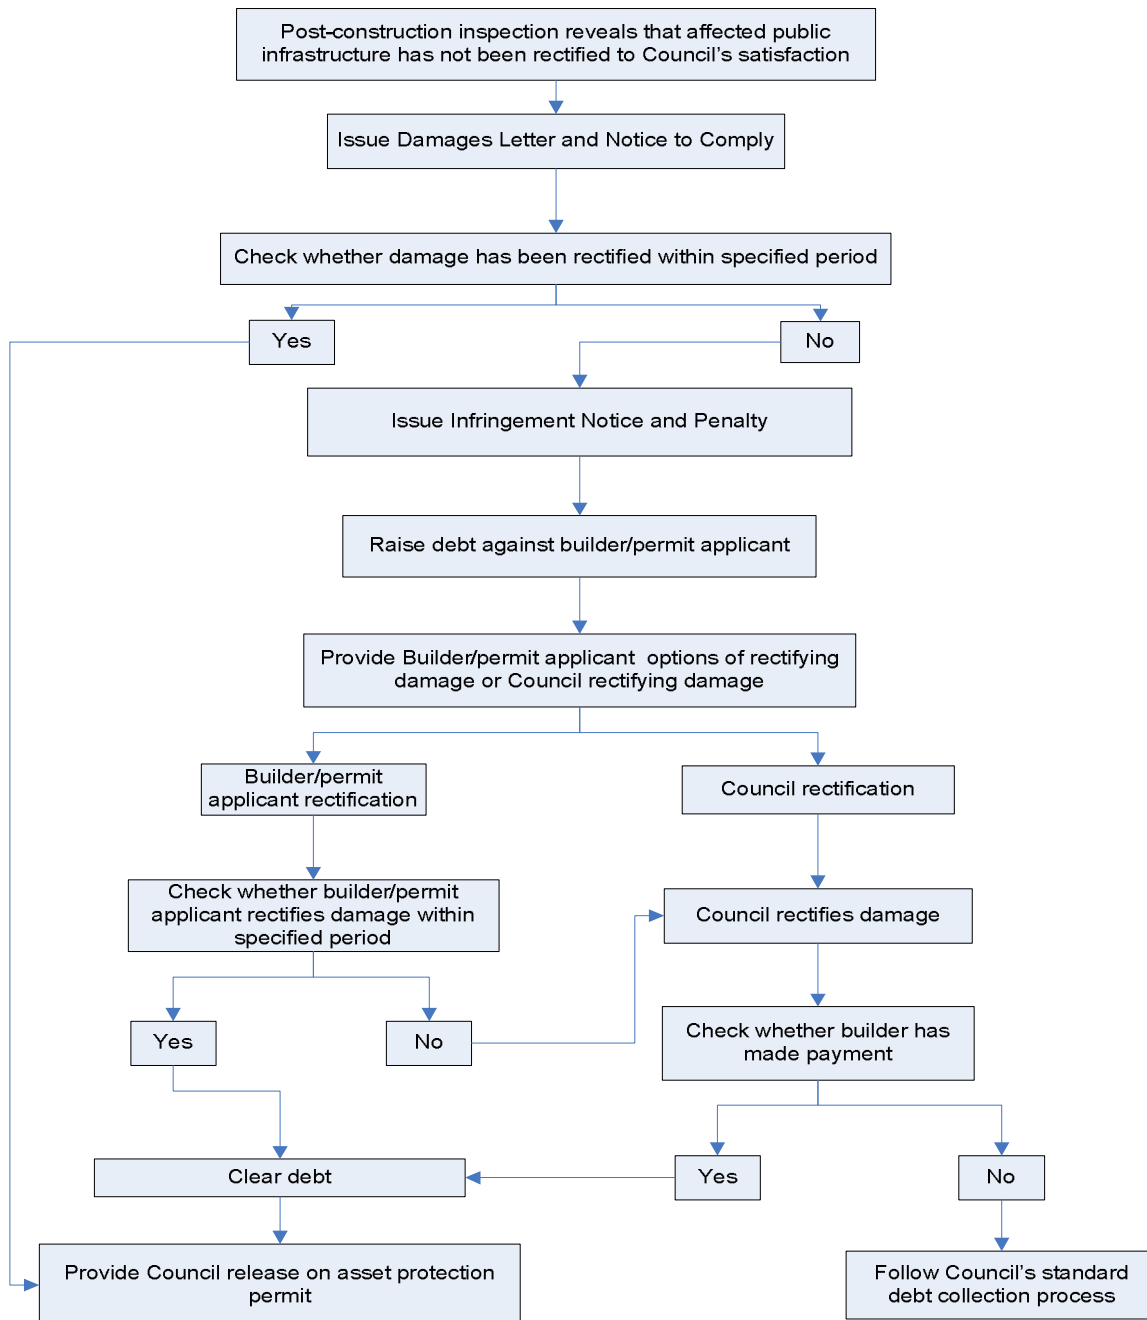 Post-construction inspection reveals that affected public
infrastructure has not been rectified to Council’s satisfaction
Issue Damages Letter and Notice to Comply
Check whether damage has been rectified within specified period
Yes
No
Issue Infringement Notice and Penalty
Raise debt against builder/permit applicant
Provide Builder/permit applicant options of rectifying
damage or Council rectifying damage
Builder/permit
applicant rectification
Council rectification
Check whether builder/permit
applicant rectifies damage within
specified period
Council rectifies damage
Yes
No
Check whether builder has
made payment
Clear debt
Yes
No
Provide Council release on asset protection
permit
Follow Council’s standard
debt collection process